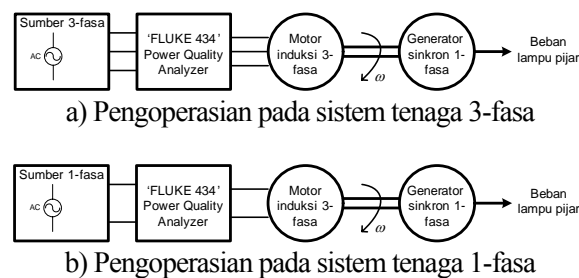 Sumber 3-fasa
AC
'FLUKE 434'
Power Quality
Analyzer
Motor
induksi 3-
fasa
ω
Generator
sinkron 1-
fasa
Beban
lampu pijar
a) Pengoperasian pada sistem tenaga 3-fasa
Sumber 1-fasa
AC
'FLUKE 434'
Power Quality
Analyzer
Motor
induksi 3-
fasa
ω
Generator
sinkron 1-
fasa
Beban
lampu pijar
b) Pengoperasian pada sistem tenaga 1-fasa